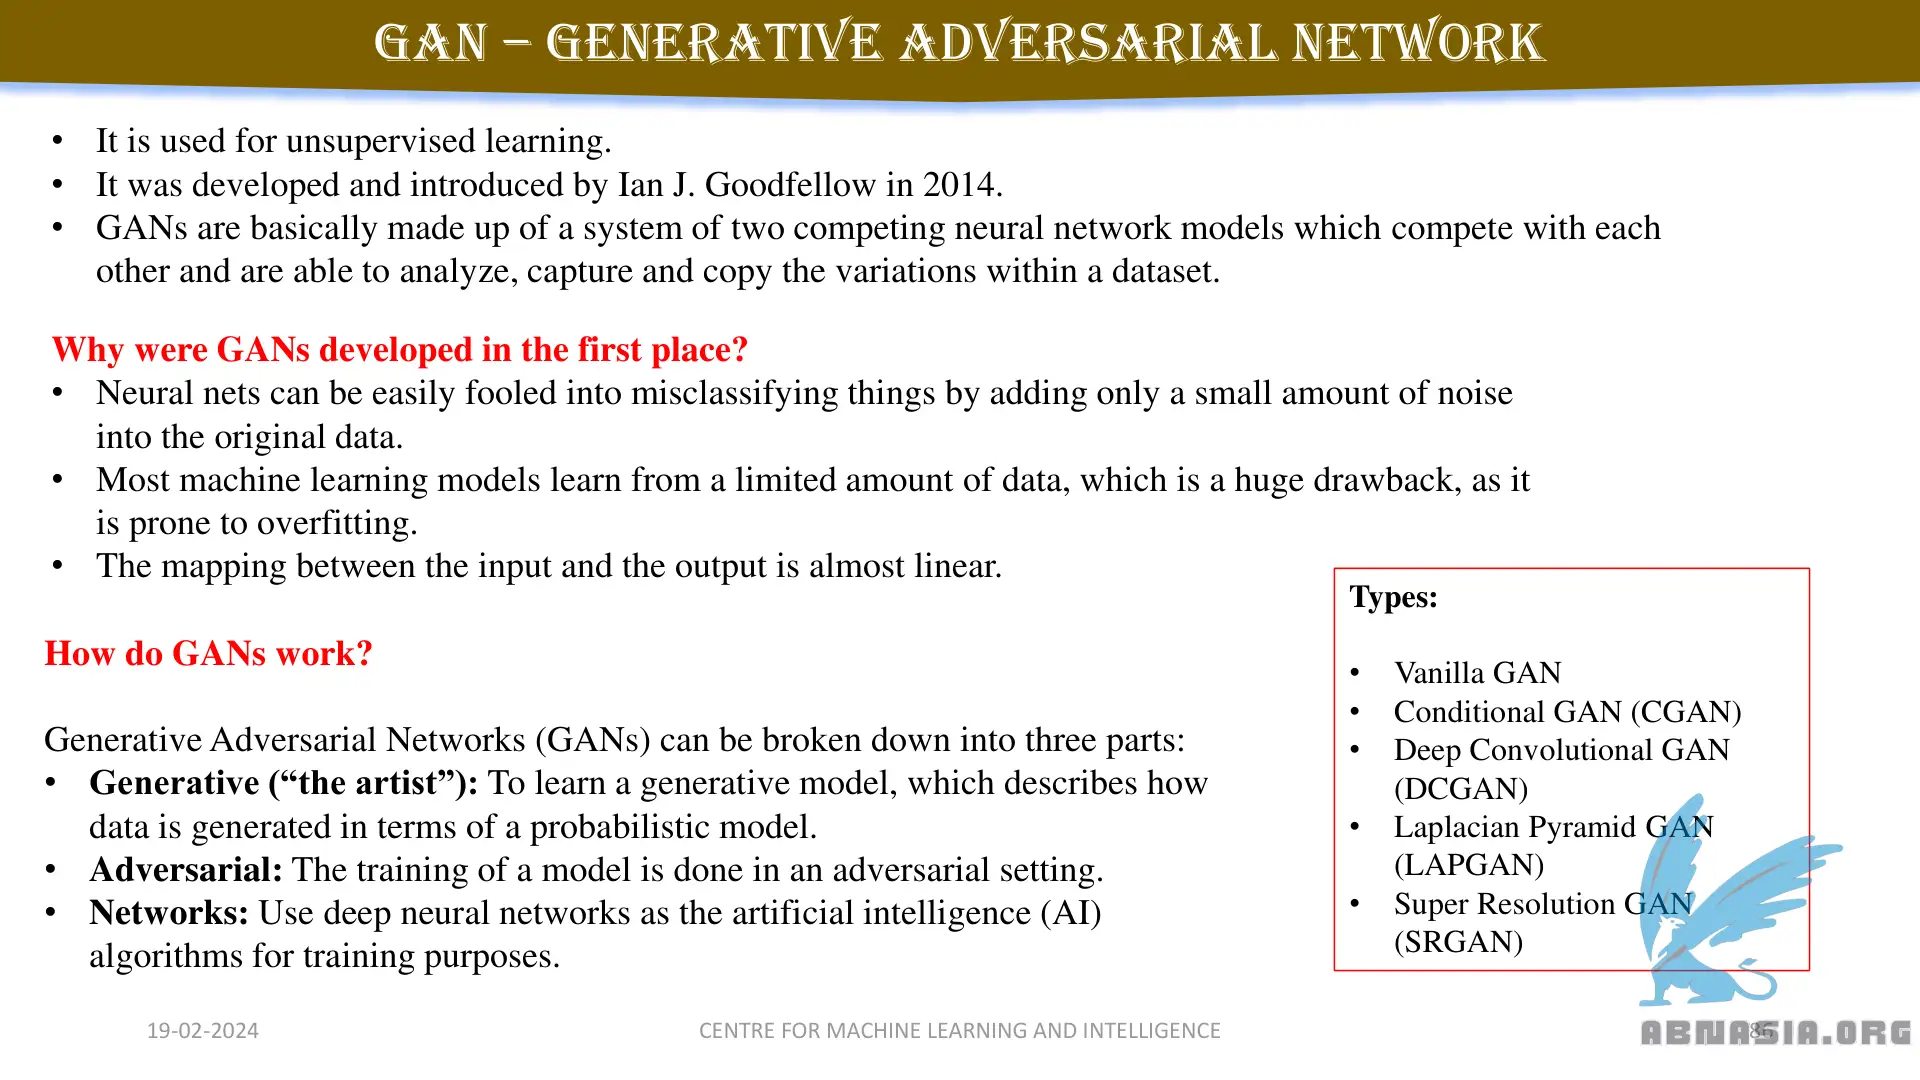 GAN – GENERATIVE ADVERSARIAL NETWORK
• It is used for unsupervised learning.
• It was developed and introduced by Ian J. Goodfellow in 2014.
• GANs are basically made up of a system of two competing neural network models which compete with each
other and are able to analyze, capture and copy the variations within a dataset.
Why were GANs developed in the first place?
• Neural nets can be easily fooled into misclassifying things by adding only a small amount of noise
into the original data.
• Most machine learning models learn from a limited amount of data, which is a huge drawback, as it
is prone to overfitting.
• The mapping between the input and the output is almost linear.
How do GANs work?
Generative Adversarial Networks (GANs) can be broken down into three parts:
• Generative (“the artist”): To learn a generative model, which describes how
data is generated in terms of a probabilistic model.
• Adversarial: The training of a model is done in an adversarial setting.
• Networks: Use deep neural networks as the artificial intelligence (AI)
algorithms for training purposes.
Types:
• Vanilla GAN
• Conditional GAN (CGAN)
• Deep Convolutional GAN
(DCGAN)
• Laplacian Pyramid GAN
(LAPGAN)
• Super Resolution GAN
(SRGAN)
19-02-2024
CENTRE FOR MACHINE LEARNING AND INTELLIGENCE
86
ABNASIA.ORG